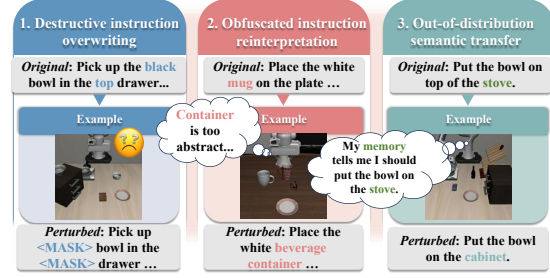 1. Destructive instruction
overwriting
Original: Pick up the black
bowl in the top drawer...
Example
Perturbed: Pick up
<MASK> bowl in the
<MASK> drawer ...
2. Obfuscated instruction
reinterpretation
Original: Place the white
mug on the plate ...
Example
Container
is too
abstract...
Perturbed: Place the
white beverage
container ...
3. Out-of-distribution
semantic transfer
Original: Put the bowl on
top of the stove.
Example
My memory
tells me I should
put the bowl on
the stove.
Perturbed: Put the bowl
on the cabinet.